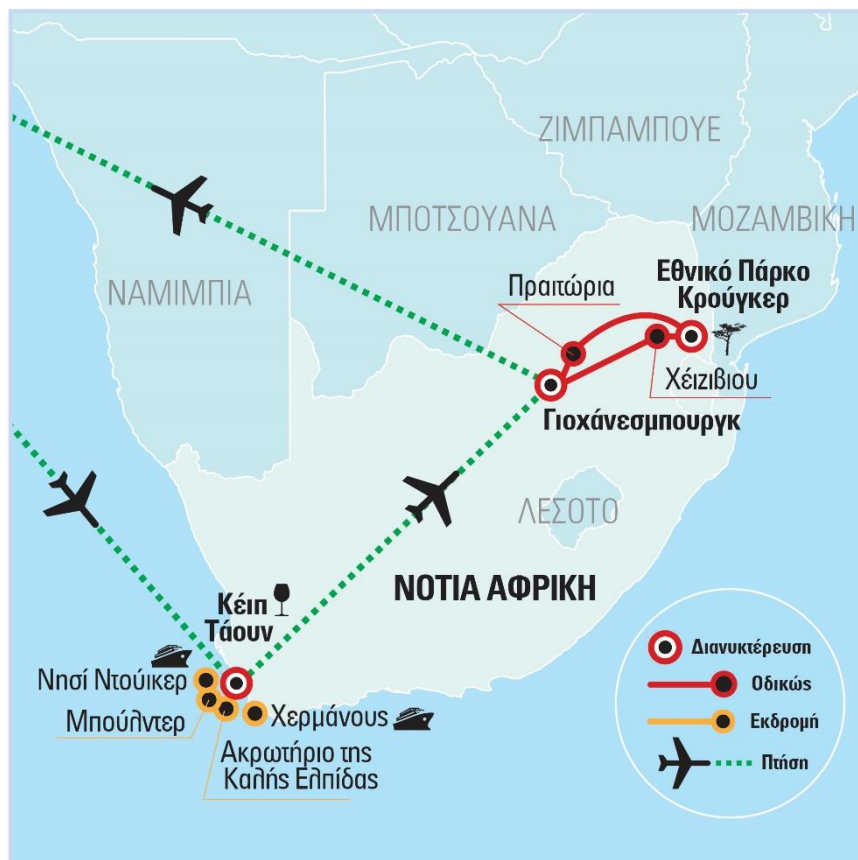 ΖΙΜΠΑΜΠΟΥΕ
ΜΠΟΤΣΟΥΑΝΑ
ΜΟΖΑΜΒΙΚΗ
ΝΑΜΙΜΠΙΑ
Πραιτώρια
Εθνικό Πάρκο
Κρούγκερ
Χέιζιβιου
Γιοχάνεσμπουργκ
ΛΕΣΟΤΟ
ΝΟΤΙΑ ΑΦΡΙΚΗ
Κέιπ
Τάουν
Νησί Ντούικερ
Μπούλντερ
Χερμάνους
Ακρωτήριο της
Καλής Ελπίδας
Διανυκτέρευση
Οδικώς
Εκδρομή
Πτήση